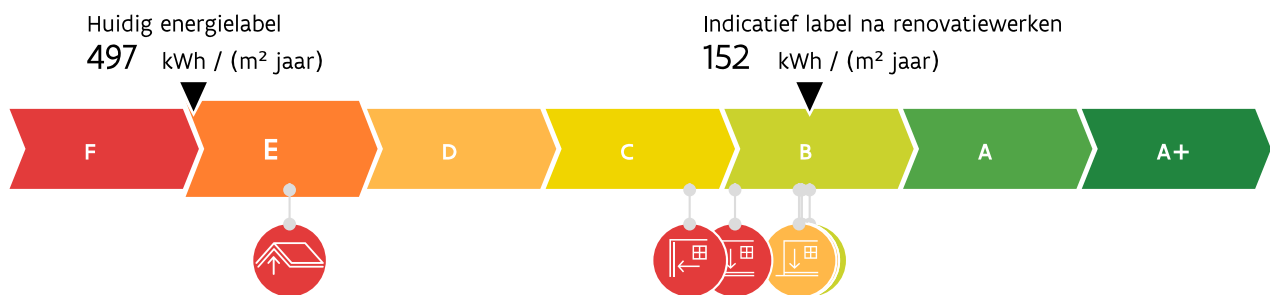 Huidig energielabel
497 kWh / (m² jaar)
Indicatief label na renovatiewerken
152 kWh / (m² jaar)
F E D C B A A+